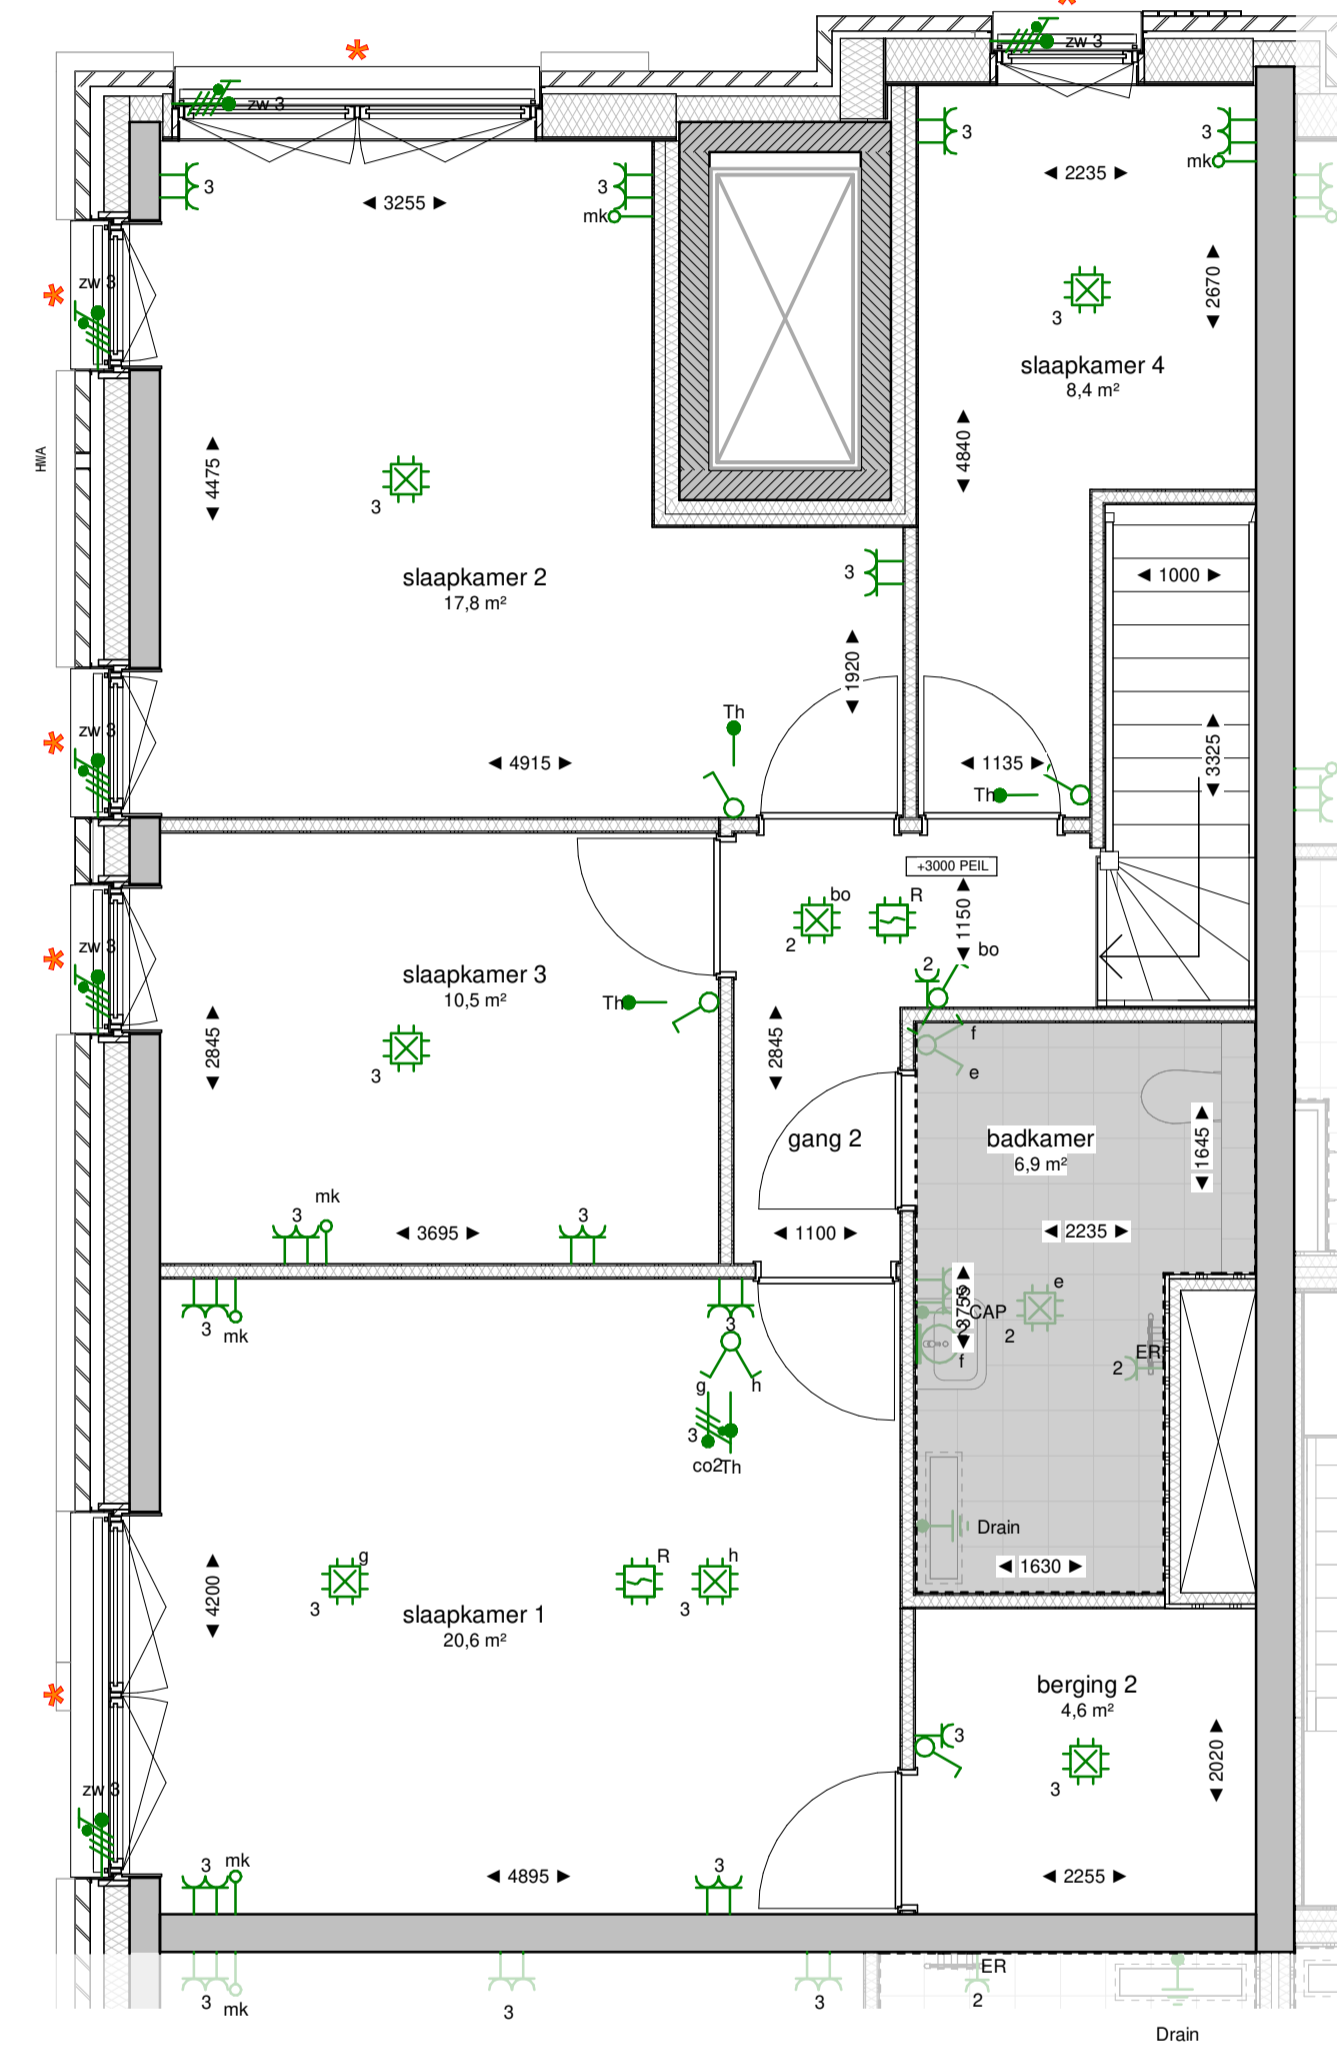 zw 3
zw 3
3
3
mk
3255
3
3
mk
2235
2670
3
slaapkamer 4
8,4 m²
zw 3
HWA
4475
3
4840
slaapkamer 2
17,8 m²
3
1000
1920
Th
zw 3
4915
1135
Th
3325
+3000 PEIL
bo
R
2
1150
bo
2
zw 3
slaapkamer 3
10,5 m²
Th
f
e
2845
3
2845
gang 2
badkamer
6,9 m²
1645
mk
3
3695
3
1100
2235
3
mk
3
e
3755
CAP
2
f
ER
2
g
h
3
co2
Th
Drain
g
3
R
h
3
1630
4200
slaapkamer 1
20,6 m²
berging 2
4,6 m²
3
3
2020
zw 3
3
mk
4895
3
2255
3
mk
3
3
ER
2
Drain